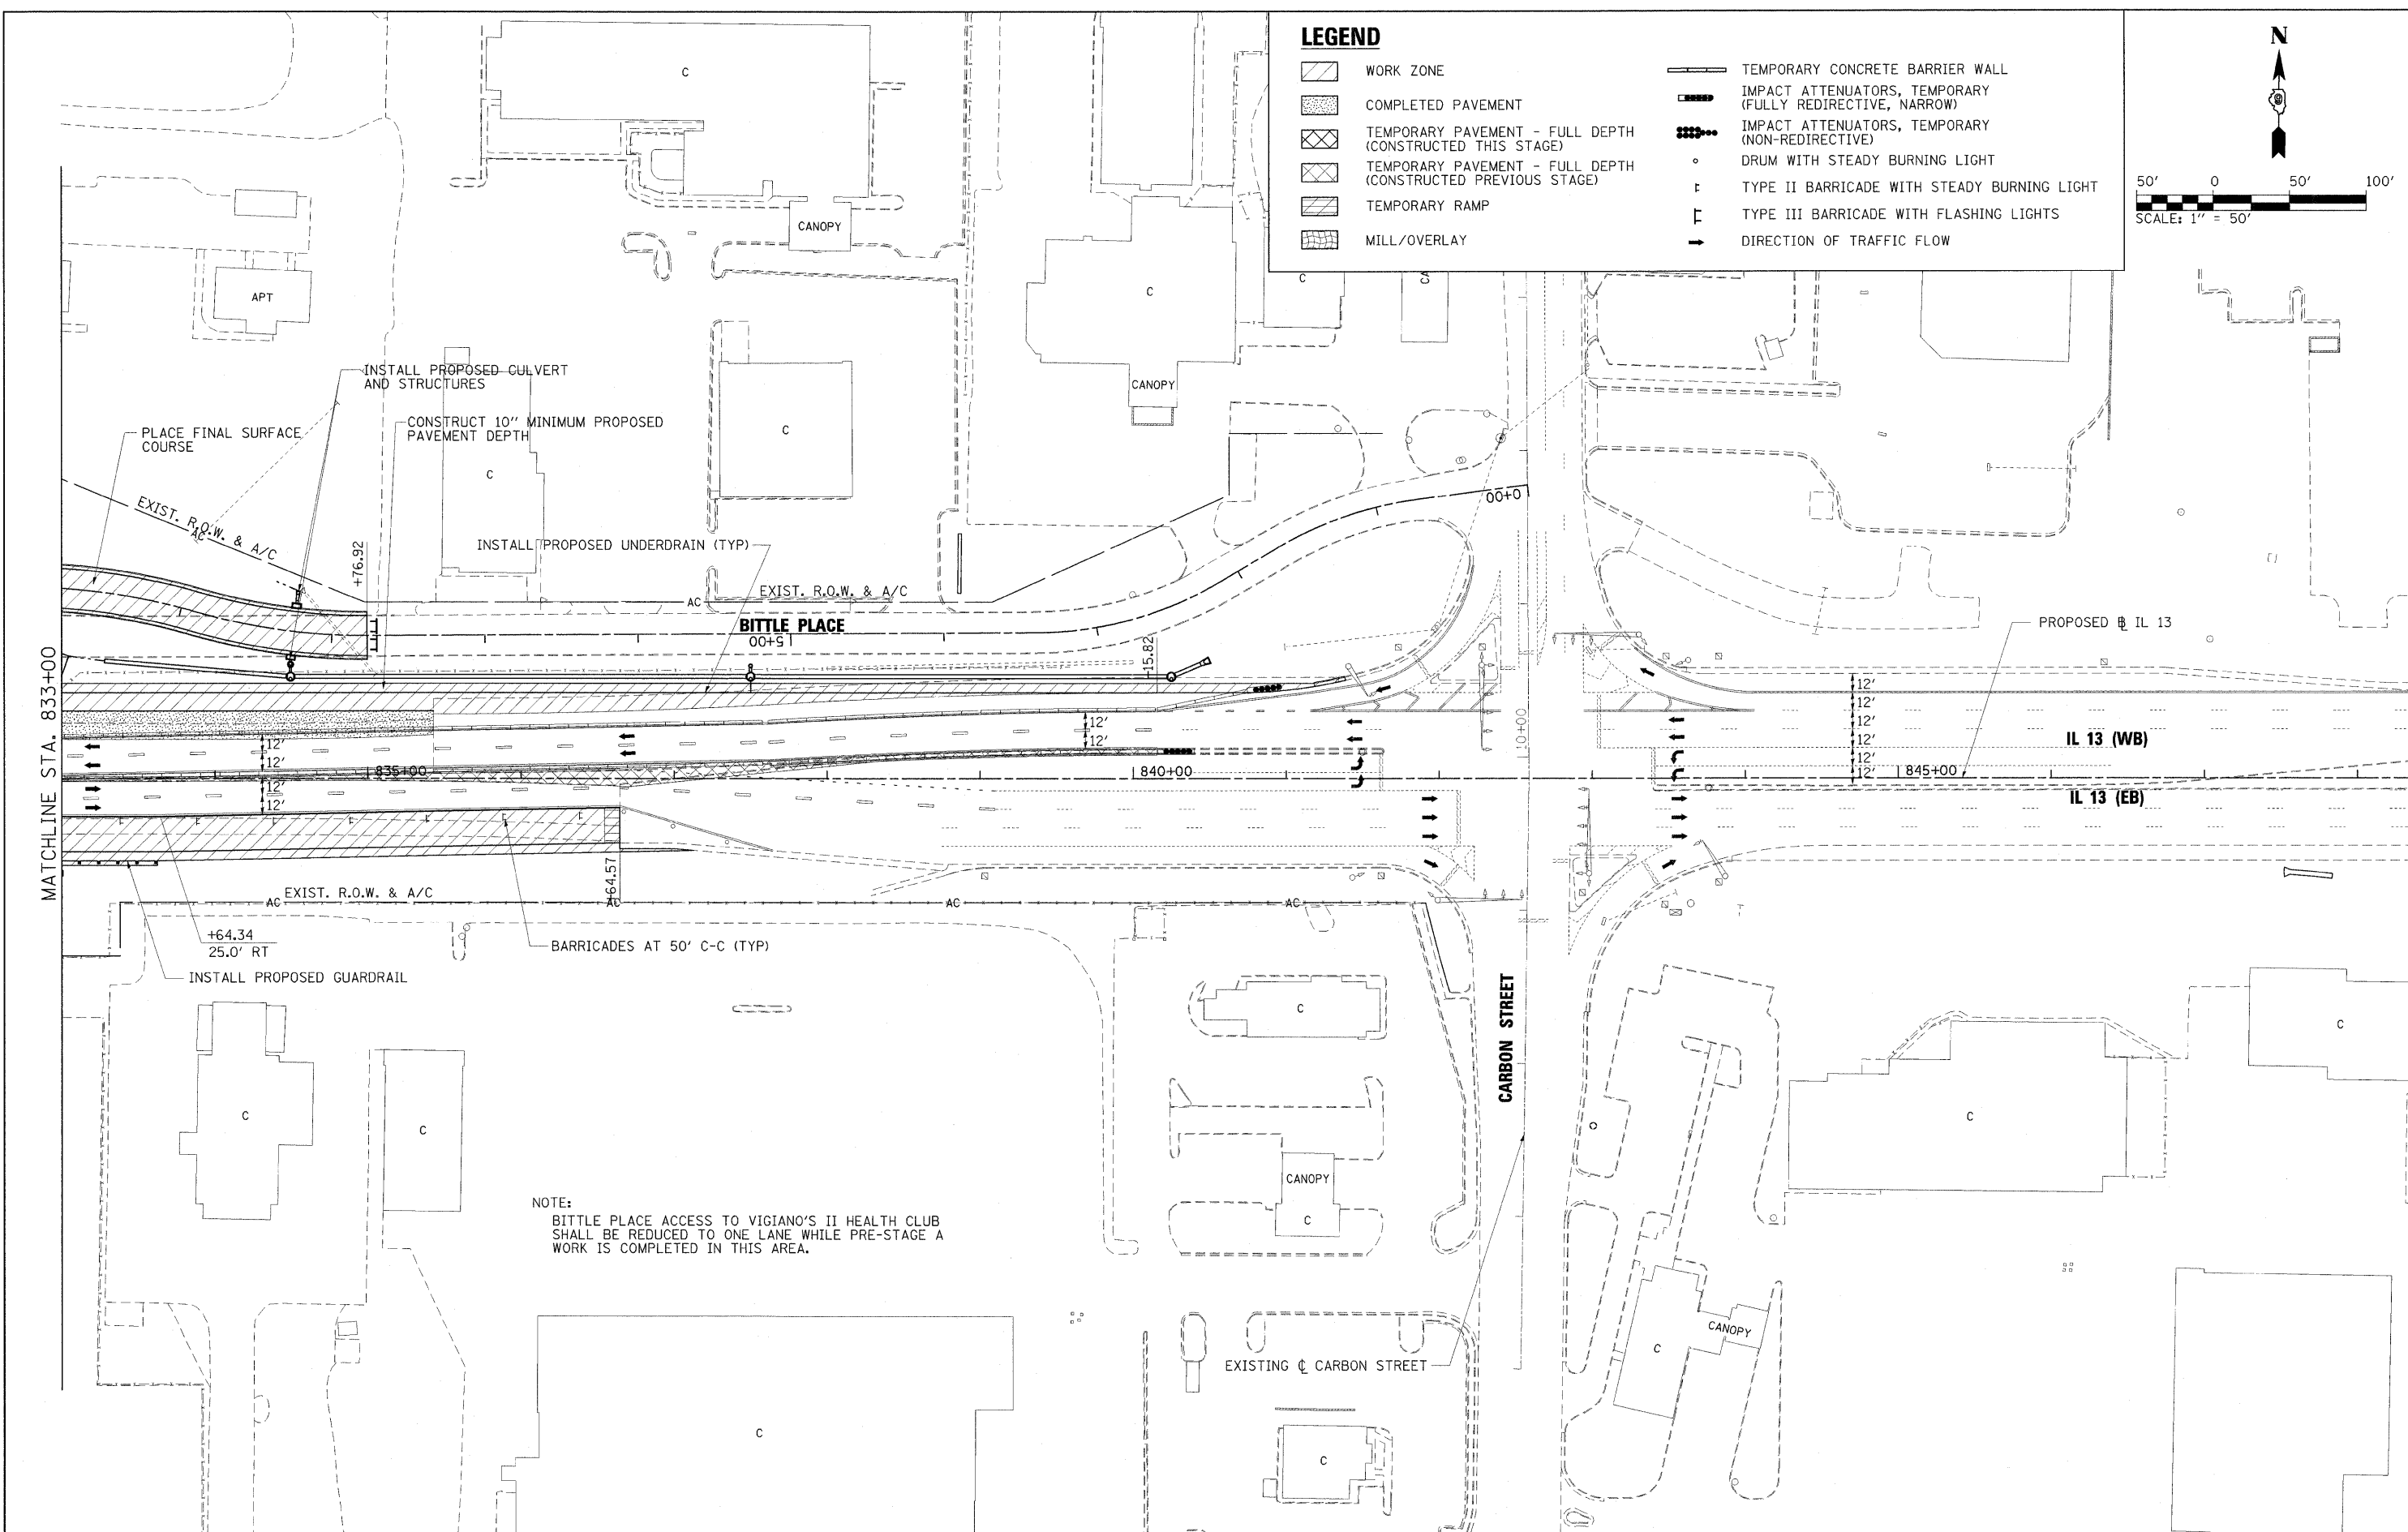 LEGEND
WORK ZONE
COMPLETED PAVEMENT
TEMPORARY PAVEMENT - FULL DEPTH
(CONSTRUCTED THIS STAGE)
TEMPORARY PAVEMENT - FULL DEPTH
(CONSTRUCTED PREVIOUS STAGE)
TEMPORARY RAMP
MILL/OVERLAY
TEMPORARY CONCRETE BARRIER WALL
IMPACT ATTENUATORS, TEMPORARY
(FULLY REDIRECTIVE, NARROW)
IMPACT ATTENUATORS, TEMPORARY
(NON-REDIRECTIVE)
DRUM WITH STEADY BURNING LIGHT
TYPE II BARRICADE WITH STEADY BURNING LIGHT
TYPE III BARRICADE WITH FLASHING LIGHTS
DIRECTION OF TRAFFIC FLOW
N
50' 0 50' 100'
SCALE: 1" = 50'
C
CANOPY
APT
C
C
CA
C
CANOPY
INSTALL PROPOSED CULVERT
AND STRUCTURES
CONSTRUCT 10" MINIMUM PROPOSED
PAVEMENT DEPTH
PLACE FINAL SURFACE
COURSE
C
C
EXIST. R.O.W. & A/C
AC
+76.92
INSTALL PROPOSED UNDERDRAIN (TYP)
0+00
AC
EXIST. R.O.W. & A/C
BITTLE PLACE
5+00
+15.82
PROPOSED ℄ IL 13
MATCHLINE STA. 833+00
12'
12'
12'
12'
12'
12'
12'
12'
12'
12'
12'
12'
10+00
IL 13 (WB)
835+00
840+00
845+00
IL 13 (EB)
+64.57
EXIST. R.O.W. & A/C
AC
AC
AC
AC
+64.34
25.0' RT
BARRICADES AT 50' C-C (TYP)
INSTALL PROPOSED GUARDRAIL
CARBON STREET
C
C
C
C
C
CANOPY
C
NOTE:
BITTLE PLACE ACCESS TO VIGIANO'S II HEALTH CLUB
SHALL BE REDUCED TO ONE LANE WHILE PRE-STAGE A
WORK IS COMPLETED IN THIS AREA.
CANOPY
C
EXISTING ℄ CARBON STREET
C
C